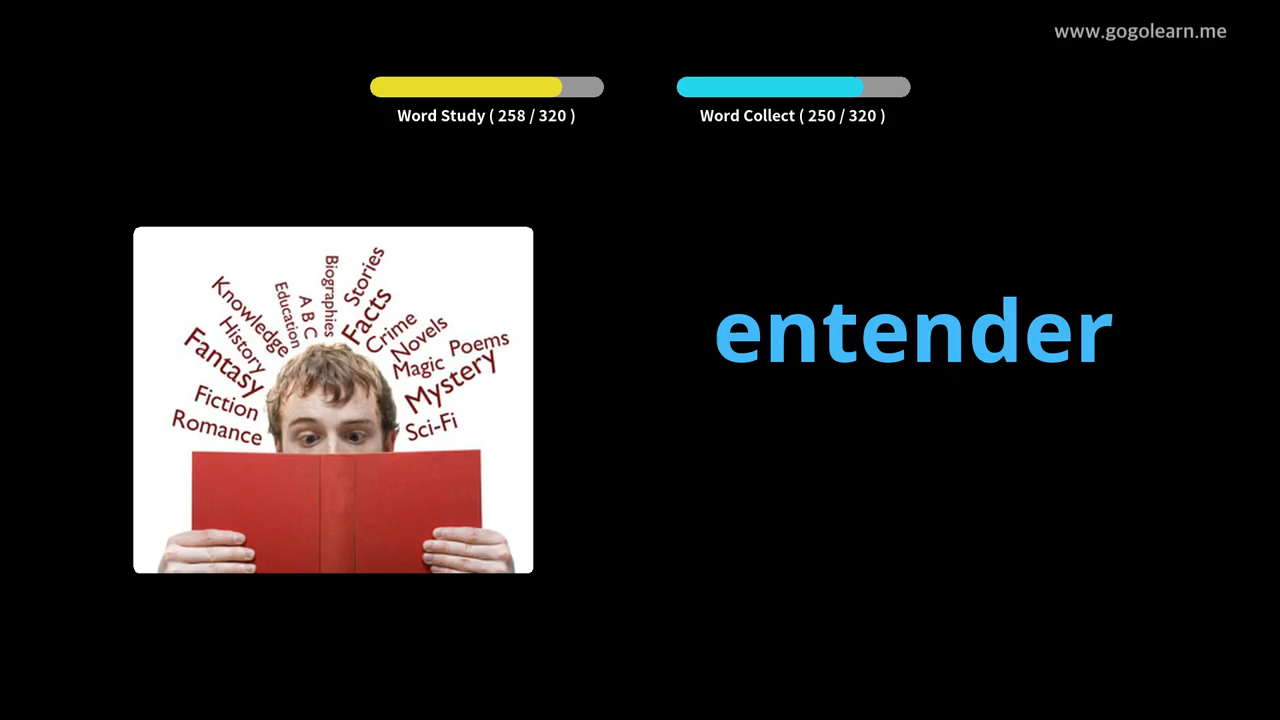 www.gogolearn.me
Word Study ( 258 / 320 )
Word Collect ( 250 / 320 )
Knowledge
Education
A B C
Biographies
Stories
Facts
Crime
Novels
Poems
History
Fantasy
Magic
Mystery
Fiction
Romance
Sci-Fi
entender